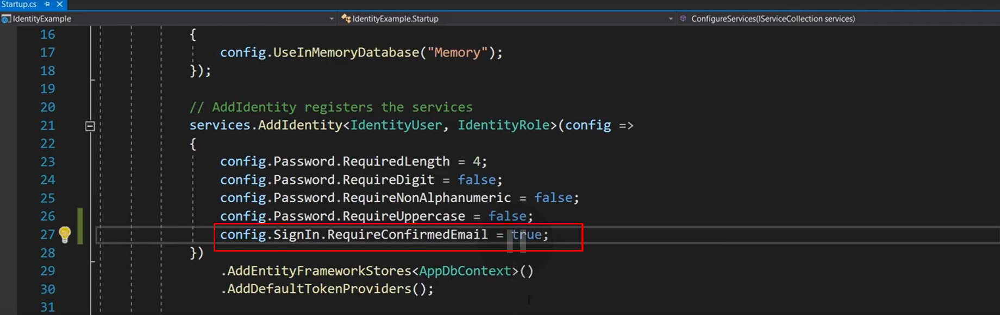 Startup.cs
IdentityExample
IdentityExample.Startup
ConfigureServices(IServiceCollection services)
16 {
17 config.UseInMemoryDatabase("Memory");
18 });
19
20 // AddIdentity registers the services
21 services.AddIdentity<IdentityUser, IdentityRole>(config =>
22 {
23 config.Password.RequiredLength = 4;
24 config.Password.RequireDigit = false;
25 config.Password.RequireNonAlphanumeric = false;
26 config.Password.RequireUppercase = false;
27 config.SignIn.RequireConfirmedEmail = true;
28 })
29 .AddEntityFrameworkStores<AppDbContext>()
30 .AddDefaultTokenProviders();
31